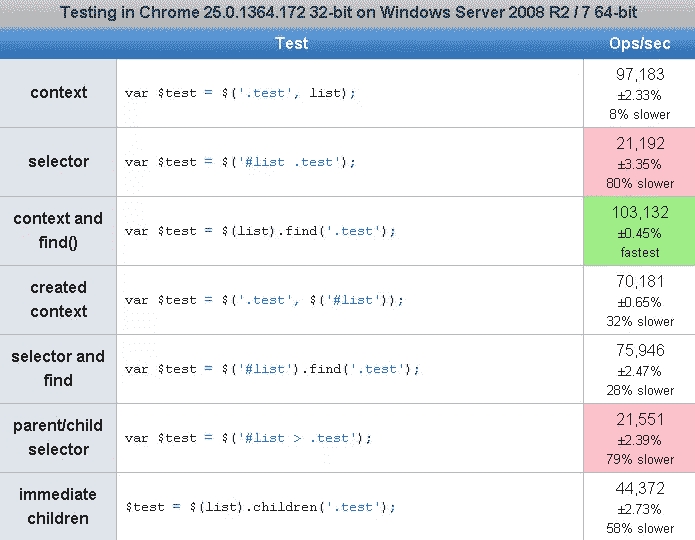 Testing in Chrome 25.0.1364.172 32-bit on Windows Server 2008 R2 / 7 64-bit
Test Ops/sec
context var $test = $('.test', list); 97,183
±2.33%
8% slower
selector var $test = $('#list .test'); 21,192
±3.35%
80% slower
context and
find() var $test = $(list).find('.test'); 103,132
±0.45%
fastest
created
context var $test = $('.test', $('#list')); 70,181
±0.65%
32% slower
selector and
find var $test = $('#list').find('.test'); 75,946
±2.47%
28% slower
parent/child
selector var $test = $('#list > .test'); 21,551
±2.39%
79% slower
immediate
children $test = $(list).children('.test'); 44,372
±2.73%
58% slower